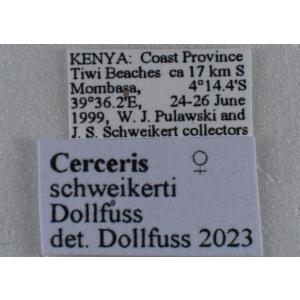 KENYA: Coast Province
Tiwi Beaches ca 17 km S
Mombasa, 4°14.4'S
39°36.2'E, 24-26 June
1999, W. J. Pulawski and
J. S. Schweikert collectors
Cerceris ♀
schweikerti
Dollfuss
det. Dollfuss 2023